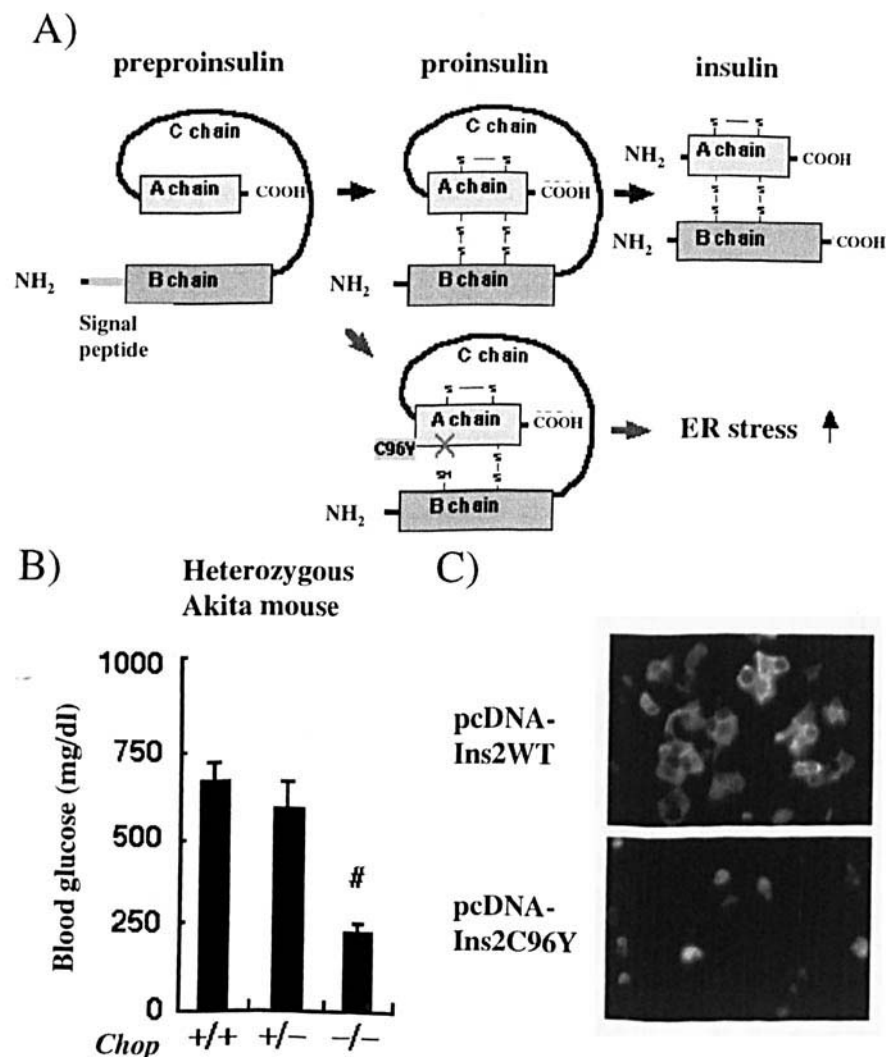 A)
preproinsulin
proinsulin
insulin
C chain
A chain
COOH
NH2
B chain
Signal
peptide
C chain
S — S
A chain
COOH
S S
S S
NH2
B chain
S — S
NH2
A chain
COOH
S S
S S
NH2
B chain
COOH
C chain
S — S
A chain
COOH
C96Y
S
SH S
NH2
B chain
ER stress
B)
Heterozygous
Akita mouse
Blood glucose (mg/dl)
1000
750
500
250
0
#
Chop +/+ +/− −/−
C)
pcDNA-
Ins2WT
pcDNA-
Ins2C96Y